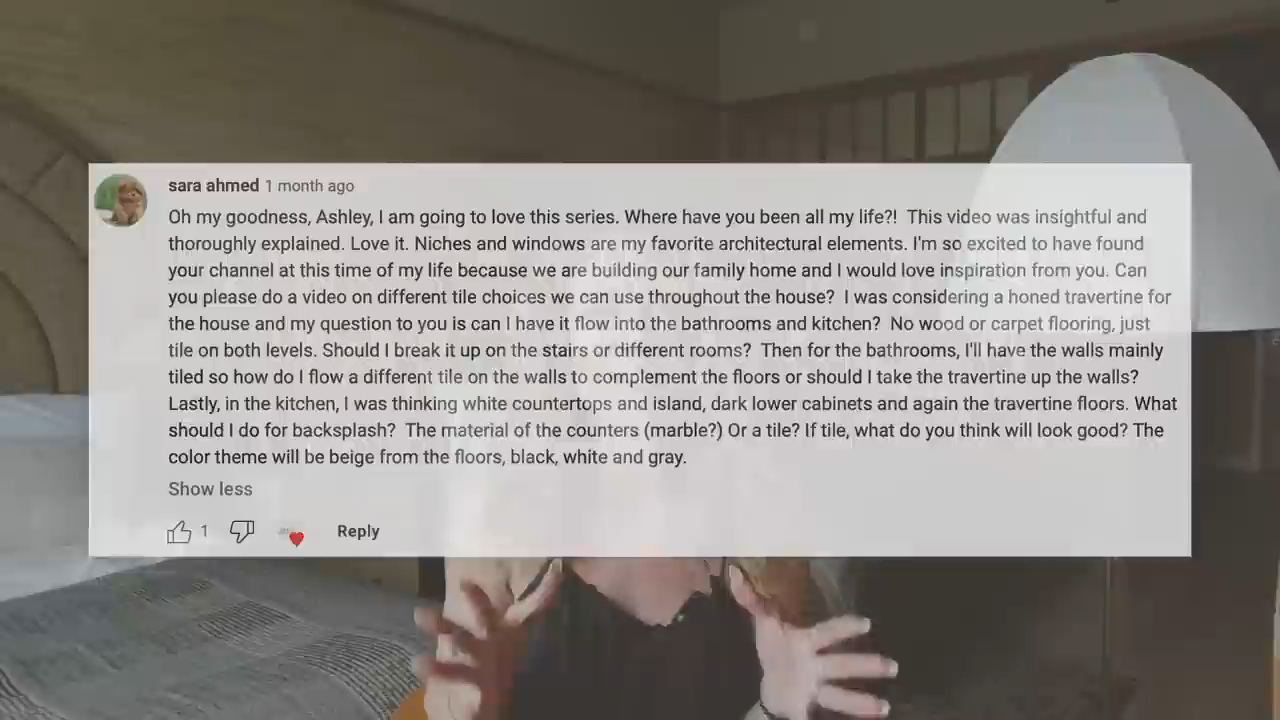 sara ahmed 1 month ago
Oh my goodness, Ashley, I am going to love this series. Where have you been all my life?!  This video was insightful and
thoroughly explained. Love it. Niches and windows are my favorite architectural elements. I'm so excited to have found
your channel at this time of my life because we are building our family home and I would love inspiration from you. Can
you please do a video on different tile choices we can use throughout the house?  I was considering a honed travertine for
the house and my question to you is can I have it flow into the bathrooms and kitchen?  No wood or carpet flooring, just
tile on both levels. Should I break it up on the stairs or different rooms?  Then for the bathrooms, I'll have the walls mainly
tiled so how do I flow a different tile on the walls to complement the floors or should I take the travertine up the walls?
Lastly, in the kitchen, I was thinking white countertops and island, dark lower cabinets and again the travertine floors. What
should I do for backsplash?  The material of the counters (marble?) Or a tile? If tile, what do you think will look good? The
color theme will be beige from the floors, black, white and gray.
Show less
1 Reply